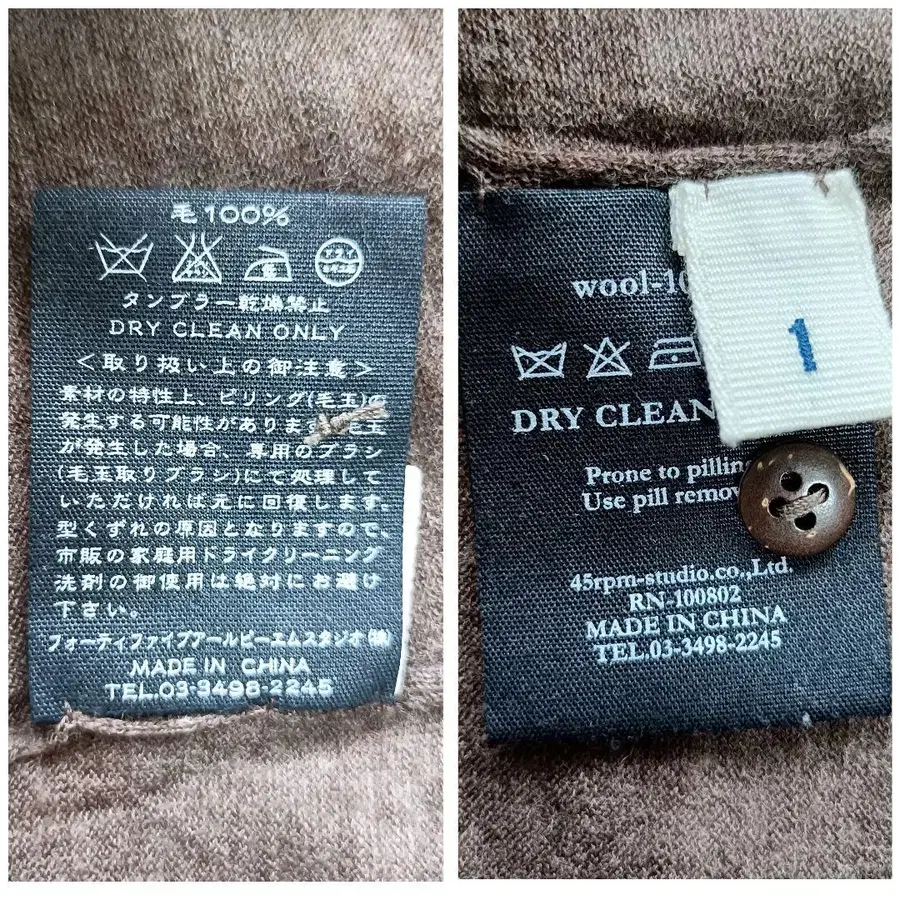 毛100%
ドライ
タンブラー乾燥禁止
DRY CLEAN ONLY
＜取り扱い上の御注意＞
素材の特性上、ピリング(毛玉)の
発生する可能性があります 毛玉
が発生した場合、専用のブラシ
(毛玉取りブラシ)にて処理して
いただければ元に回復します。
型くずれの原因となりますので、
市販の家庭用ドライクリーニング
洗剤の御使用は絶対にお避け
下さい。
フォーティファイブアールピーエムスタジオ(株)
MADE IN CHINA
TEL.03-3498-2245
wool-10
1
DRY CLEAN
Prone to pilling
Use pill remov
45rpm-studio.co.,Ltd.
RN-100802
MADE IN CHINA
TEL.03-3498-2245